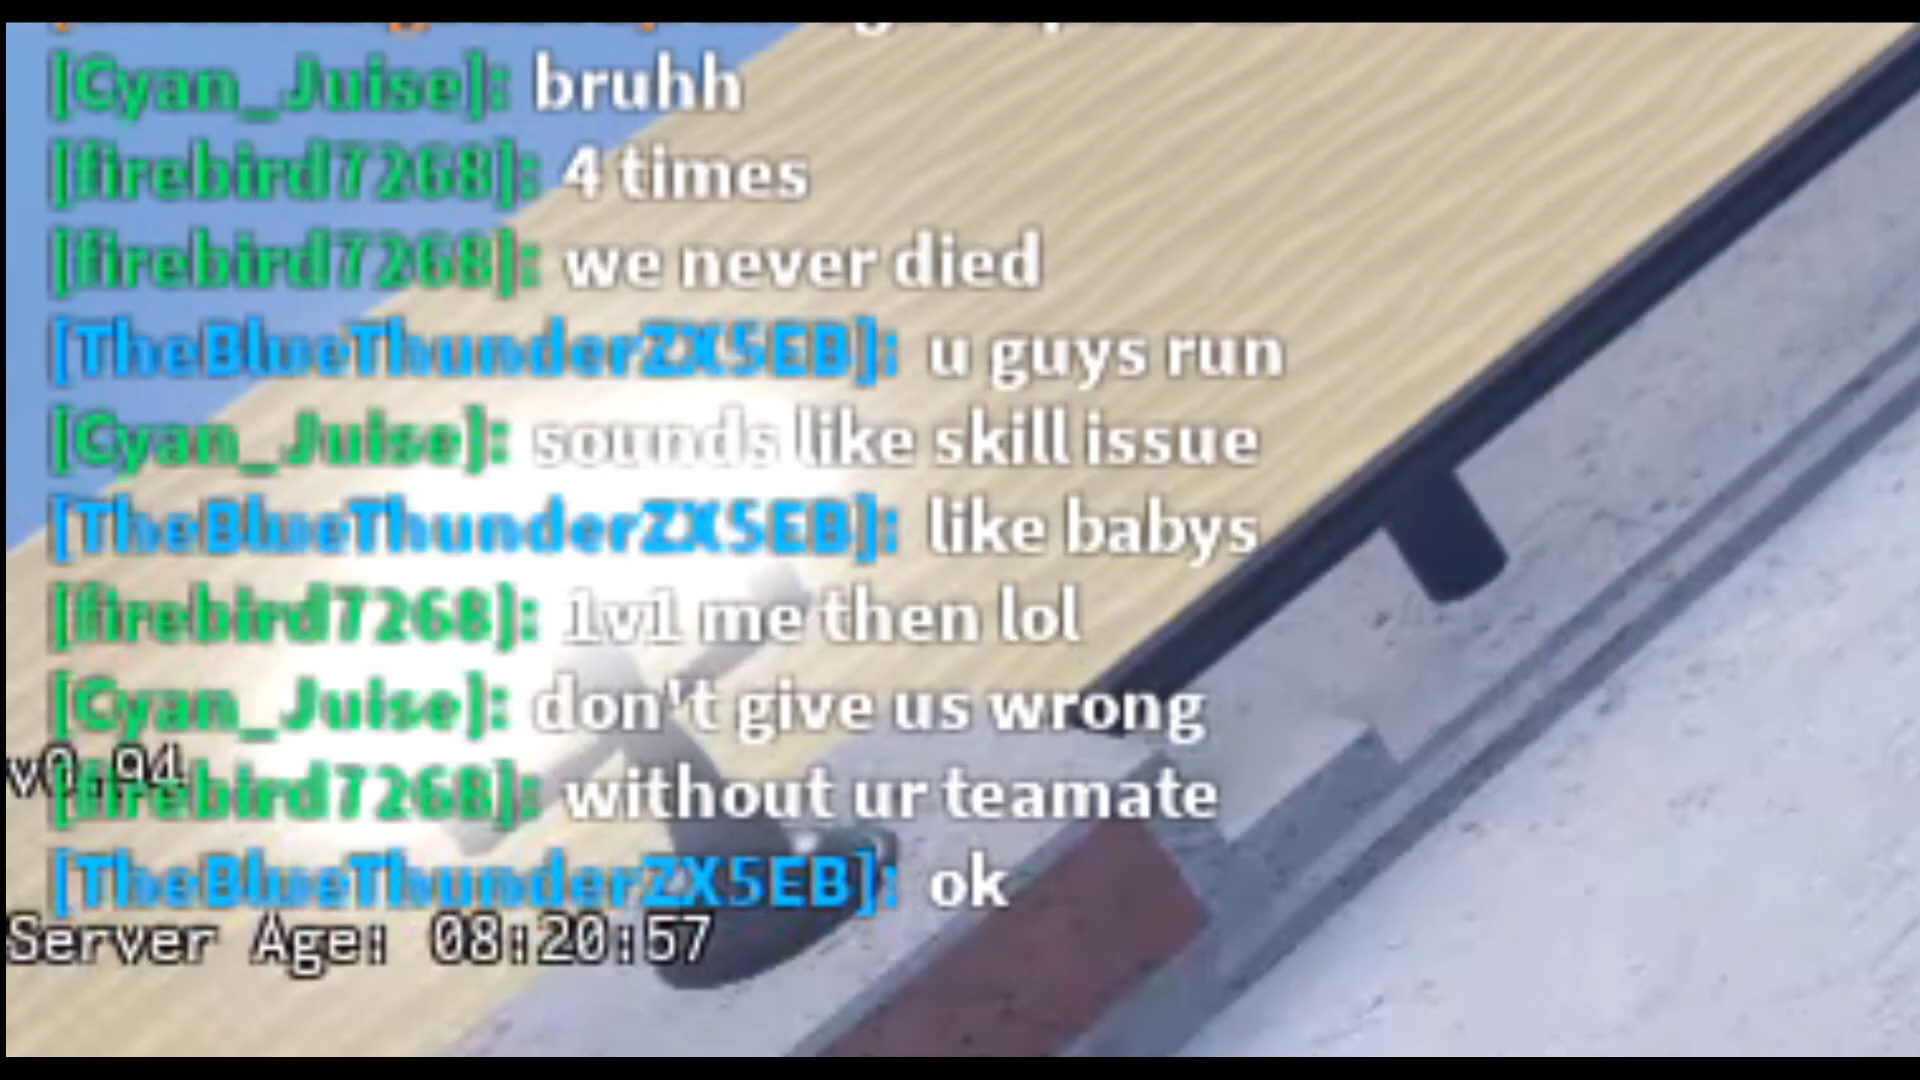 [Cyan_Juise]: bruhh
[firebird7268]: 4 times
[firebird7268]: we never died
[TheBlueThunderZX5EB]: u guys run
[Cyan_Juise]: sounds like skill issue
[TheBlueThunderZX5EB]: like babys
[firebird7268]: 1v1 me then lol
[Cyan_Juise]: don't give us wrong
v0.94
[firebird7268]: without ur teamate
[TheBlueThunderZX5EB]: ok
Server Age: 08:20:57